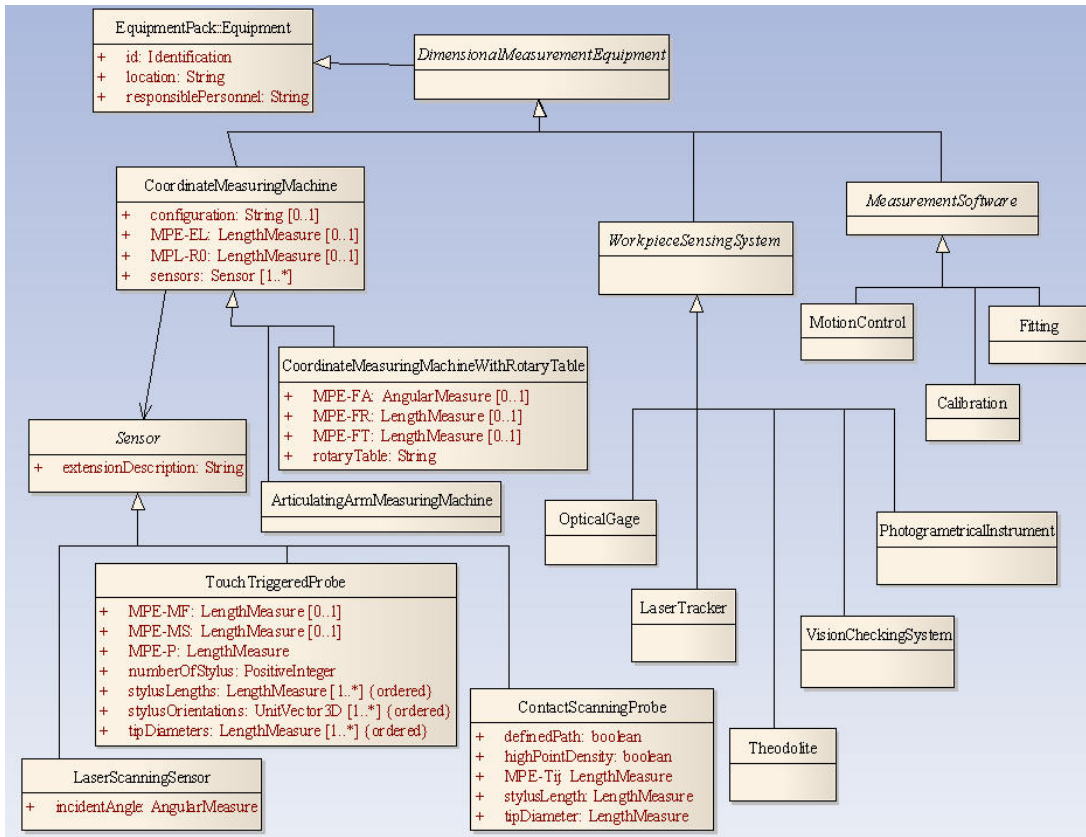 EquipmentPack::Equipment
+ id: Identification
+ location: String
+ responsiblePersonnel: String
DimensionalMeasurementEquipment
CoordinateMeasuringMachine
+ configuration: String [0..1]
+ MPE-EL: LengthMeasure [0..1]
+ MPL-R0: LengthMeasure [0..1]
+ sensors: Sensor [1..*]
WorkpieceSensingSystem
MeasurementSoftware
MotionControl
Fitting
Calibration
CoordinateMeasuringMachineWithRotaryTable
+ MPE-FA: AngularMeasure [0..1]
+ MPE-FR: LengthMeasure [0..1]
+ MPE-FT: LengthMeasure [0..1]
+ rotaryTable: String
Sensor
+ extensionDescription: String
ArticulatingArmMeasuringMachine
OpticalGage
PhotogrametricalInstrument
LaserTracker
VisionCheckingSystem
Theodolite
TouchTriggeredProbe
+ MPE-MF: LengthMeasure [0..1]
+ MPE-MS: LengthMeasure [0..1]
+ MPE-P: LengthMeasure
+ numberOfStylus: PositiveInteger
+ stylusLengths: LengthMeasure [1..*] {ordered}
+ stylusOrientations: UnitVector3D [1..*] {ordered}
+ tipDiameters: LengthMeasure [1..*] {ordered}
ContactScanningProbe
+ definedPath: boolean
+ highPointDensity: boolean
+ MPE-Tij: LengthMeasure
+ stylusLength: LengthMeasure
+ tipDiameter: LengthMeasure
LaserScanningSensor
+ incidentAngle: AngularMeasure